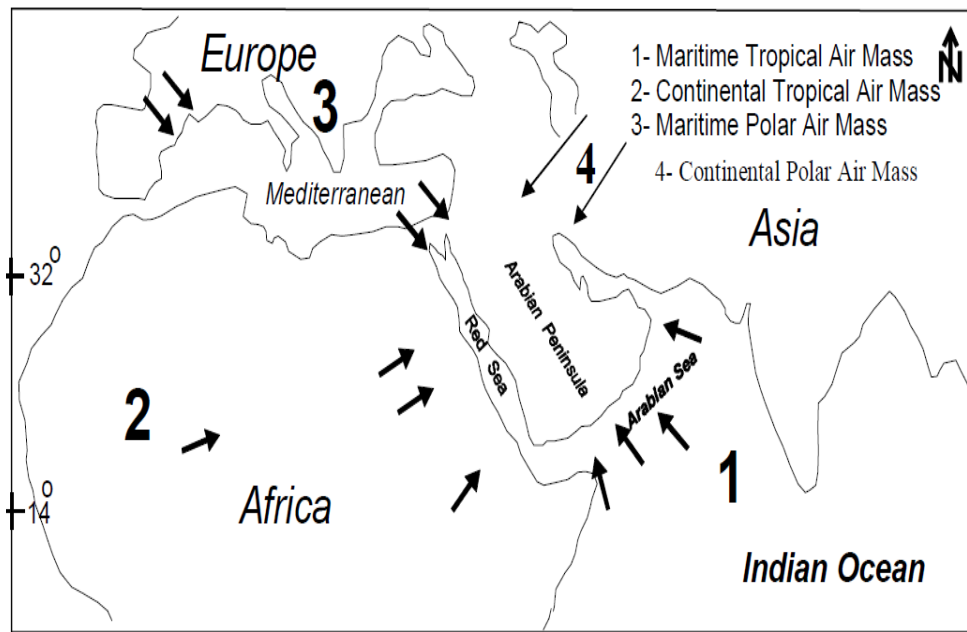 Europe
3
1- Maritime Tropical Air Mass
2- Continental Tropical Air Mass
3- Maritime Polar Air Mass
4- Continental Polar Air Mass
N
4
Mediterranean
Asia
32°
Arabian Peninsula
Red Sea
Arabian Sea
2
1
Africa
14°
Indian Ocean